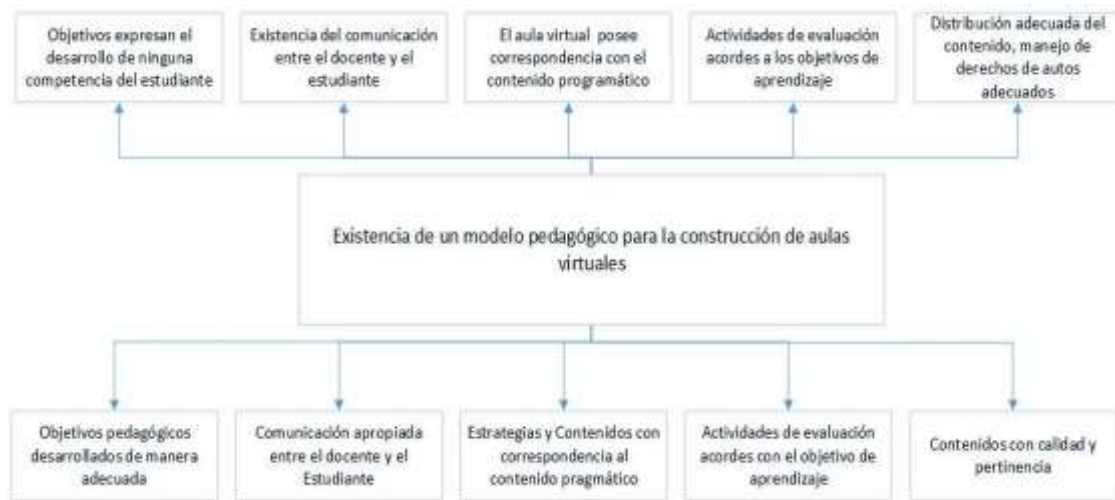 Objetivos expresan el
desarrollo de ninguna
competencia del estudiante
Existencia del comunicación
entre el docente y el
estudiante
El aula virtual posee
correspondencia con el
contenido programático
Actividades de evaluación
acordes a los objetivos de
aprendizaje
Distribución adecuada del
contenido, manejo de
derechos de autos
adecuados
Existencia de un modelo pedagógico para la construcción de aulas
virtuales
Objetivos pedagógicos
desarrollados de manera
adecuada
Comunicación apropiada
entre el docente y el
Estudiante
Estrategias y Contenidos con
correspondencia al
contenido pragmático
Actividades de evaluación
acordes con el objetivo de
aprendizaje
Contenidos con calidad y
pertinencia